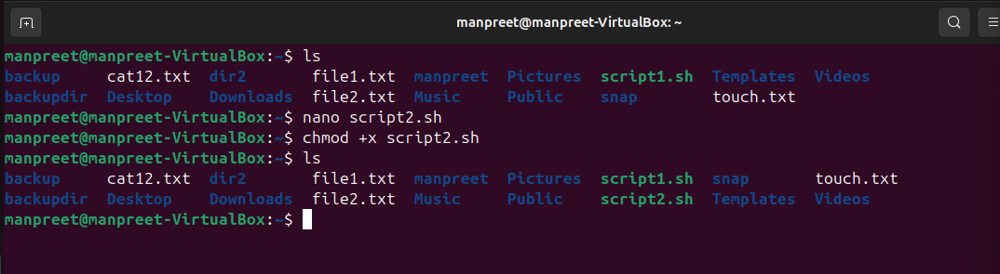 manpreet@manpreet-VirtualBox: ~
manpreet@manpreet-VirtualBox:~$ ls
backup cat12.txt dir2 file1.txt manpreet Pictures script1.sh Templates Videos
backupdir Desktop Downloads file2.txt Music Public snap touch.txt
manpreet@manpreet-VirtualBox:~$ nano script2.sh
manpreet@manpreet-VirtualBox:~$ chmod +x script2.sh
manpreet@manpreet-VirtualBox:~$ ls
backup cat12.txt dir2 file1.txt manpreet Pictures script1.sh snap touch.txt
backupdir Desktop Downloads file2.txt Music Public script2.sh Templates Videos
manpreet@manpreet-VirtualBox:~$